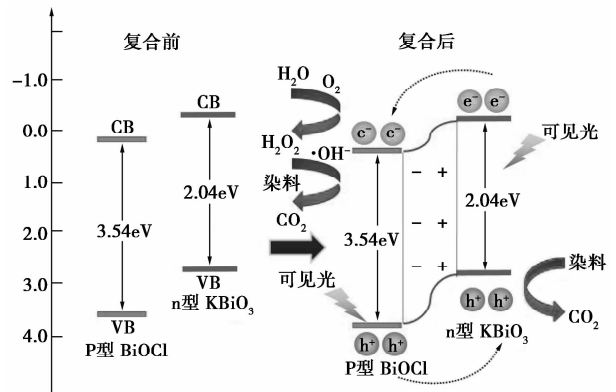 复合前
复合后
-1.0
0.0
1.0
2.0
3.0
4.0
CB
3.54eV
VB
P型 BiOCl
CB
2.04eV
VB
n型 KBiO₃
H₂O
O₂
H₂O₂
·OH⁻
染料
CO₂
可见光
c⁻ c⁻
3.54eV
h⁺ h⁺
P型 BiOCl
- +
- +
- +
e⁻ e⁻
可见光
2.04eV
h⁺ h⁺
n型 KBiO₃
染料
CO₂